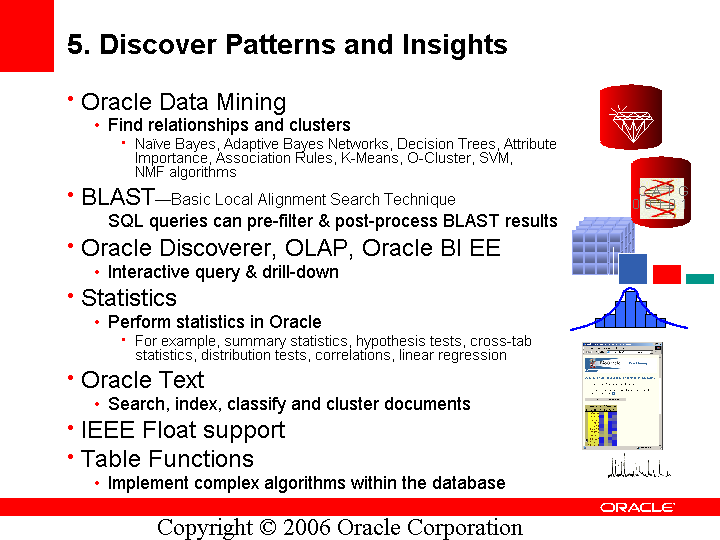 5. Discover Patterns and Insights
• Oracle Data Mining
• Find relationships and clusters
• Naïve Bayes, Adaptive Bayes Networks, Decision Trees, Attribute
Importance, Association Rules, K-Means, O-Cluster, SVM,
NMF algorithms
• BLAST—Basic Local Alignment Search Technique
SQL queries can pre-filter & post-process BLAST results
• Oracle Discoverer, OLAP, Oracle BI EE
• Interactive query & drill-down
• Statistics
• Perform statistics in Oracle
• For example, summary statistics, hypothesis tests, cross-tab
statistics, distribution tests, correlations, linear regression
• Oracle Text
• Search, index, classify and cluster documents
• IEEE Float support
• Table Functions
• Implement complex algorithms within the database
ORACLE
Copyright © 2006 Oracle Corporation